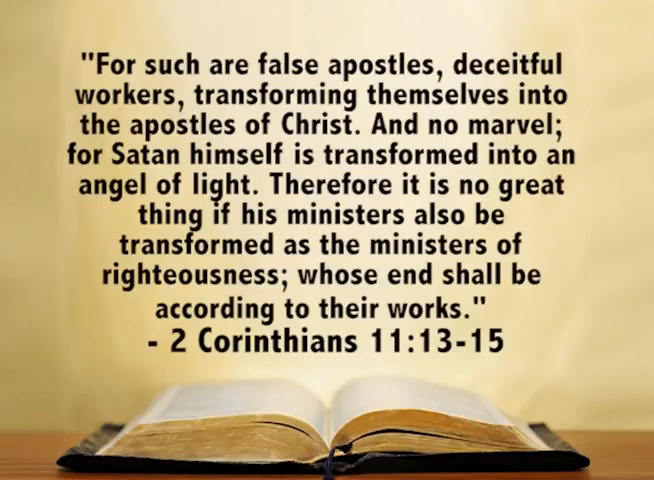 "For such are false apostles, deceitful
workers, transforming themselves into
the apostles of Christ. And no marvel;
for Satan himself is transformed into an
angel of light. Therefore it is no great
thing if his ministers also be
transformed as the ministers of
righteousness; whose end shall be
according to their works."
- 2 Corinthians 11:13-15